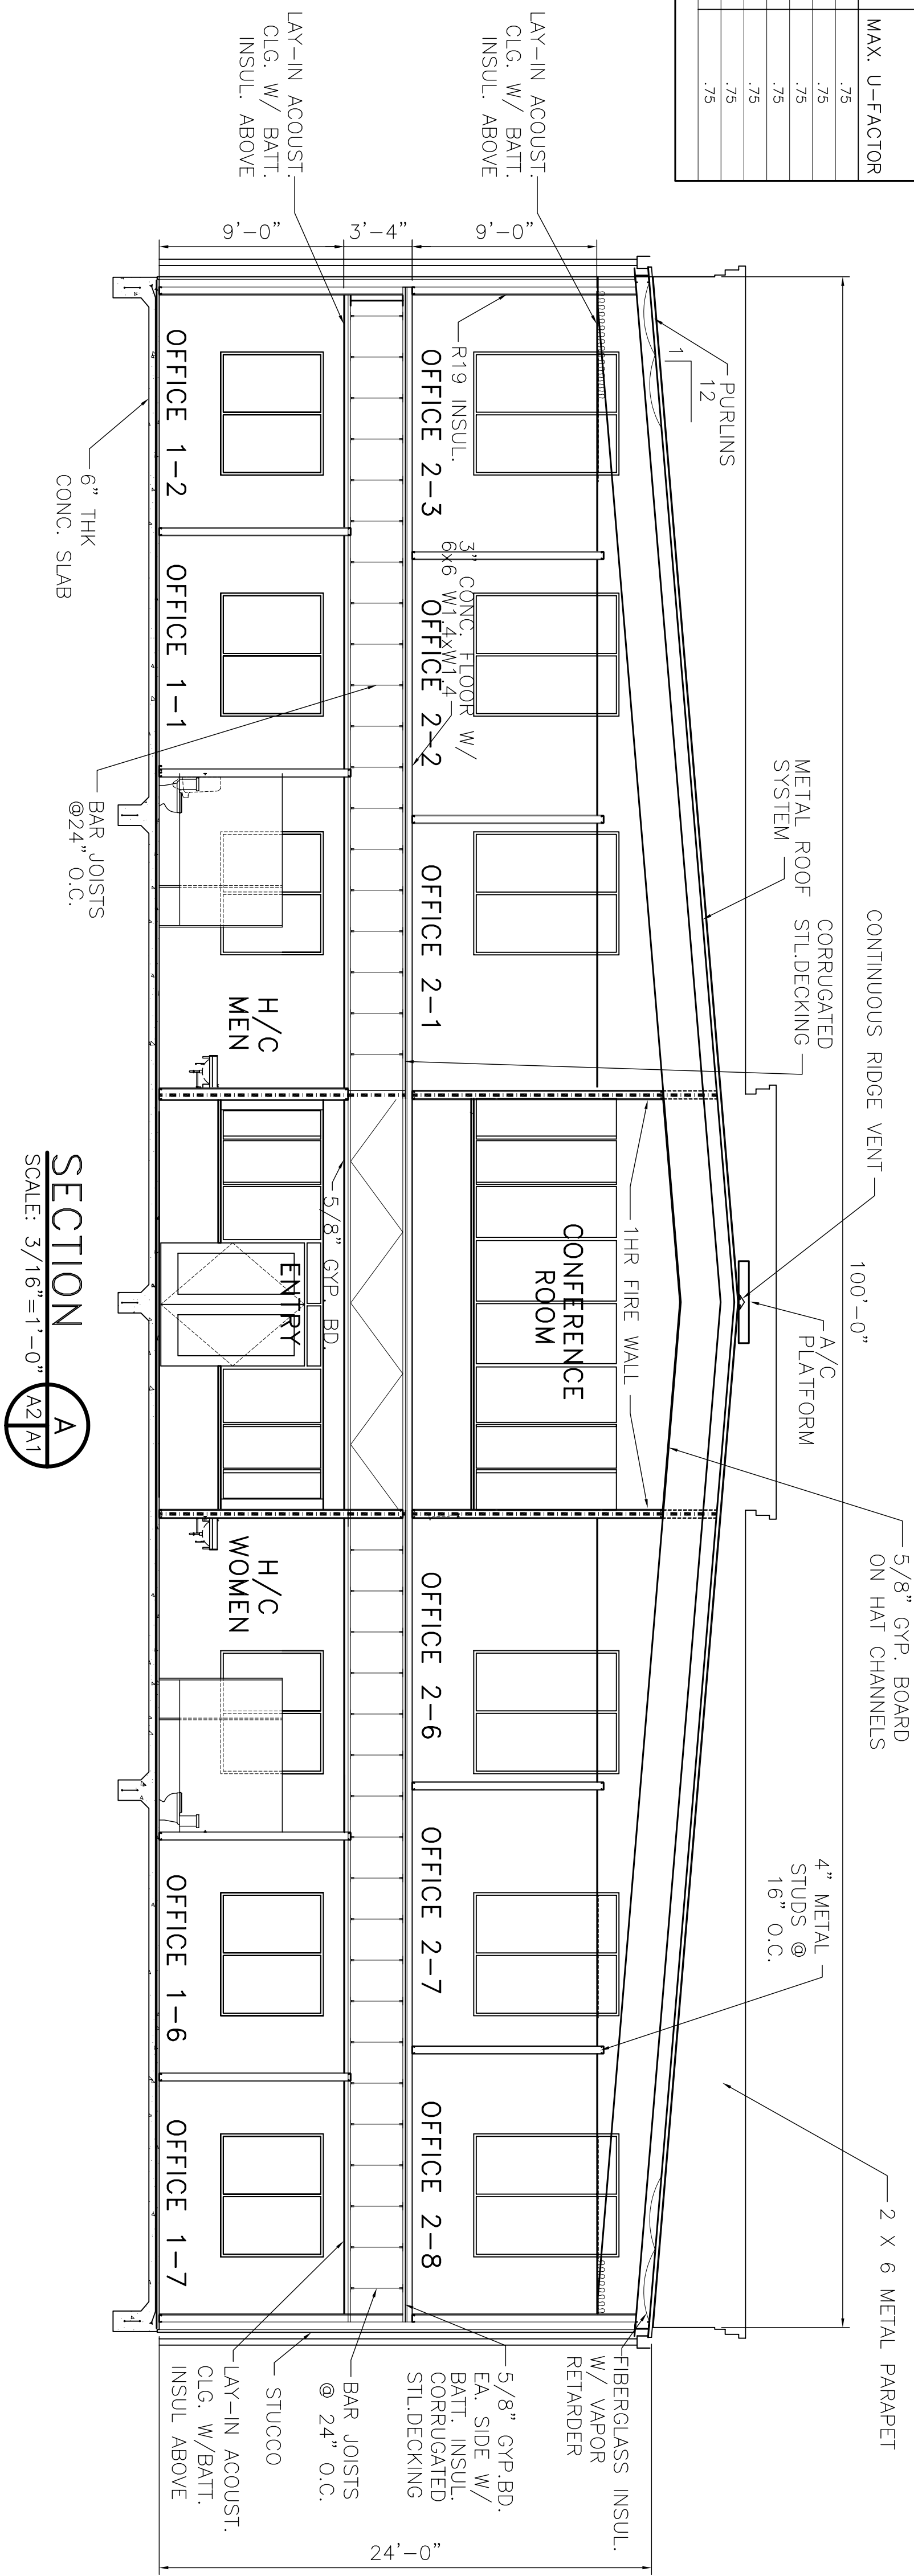 MAX. U-FACTOR
.75
.75
.75
.75
.75
.75
.75
CONTINUOUS RIDGE VENT
100'-0"
A/C
PLATFORM
5/8" GYP. BOARD
ON HAT CHANNELS
2 X 6 METAL PARAPET
METAL ROOF
SYSTEM
CORRUGATED
STL.DECKING
4" METAL
STUDS @
16" O.C.
PURLINS
1
12
LAY-IN ACOUST.
CLG. W/ BATT.
INSUL. ABOVE
LAY-IN ACOUST.
CLG. W/ BATT.
INSUL. ABOVE
9'-0"
3'-4"
9'-0"
R19 INSUL.
1HR FIRE WALL
CONFERENCE
ROOM
OFFICE 2-3
OFFICE 2-2
OFFICE 2-1
OFFICE 2-6
OFFICE 2-7
OFFICE 2-8
3" CONC. FLOOR W/
6x6 W1.4xW1.4
FIBERGLASS INSUL.
W/ VAPOR
RETARDER
5/8" GYP.BD.
EA. SIDE W/
BATT. INSUL.
CORRUGATED
STL.DECKING
BAR JOISTS
@ 24" O.C.
STUCCO
LAY-IN ACOUST.
CLG. W/BATT.
INSUL ABOVE
24'-0"
5/8" GYP. BD.
ENTRY
H/C
MEN
H/C
WOMEN
OFFICE 1-2
OFFICE 1-1
OFFICE 1-6
OFFICE 1-7
6" THK
CONC. SLAB
BAR JOISTS
@24" O.C.
SECTION
SCALE: 3/16"=1'-0"
A
A2
A1